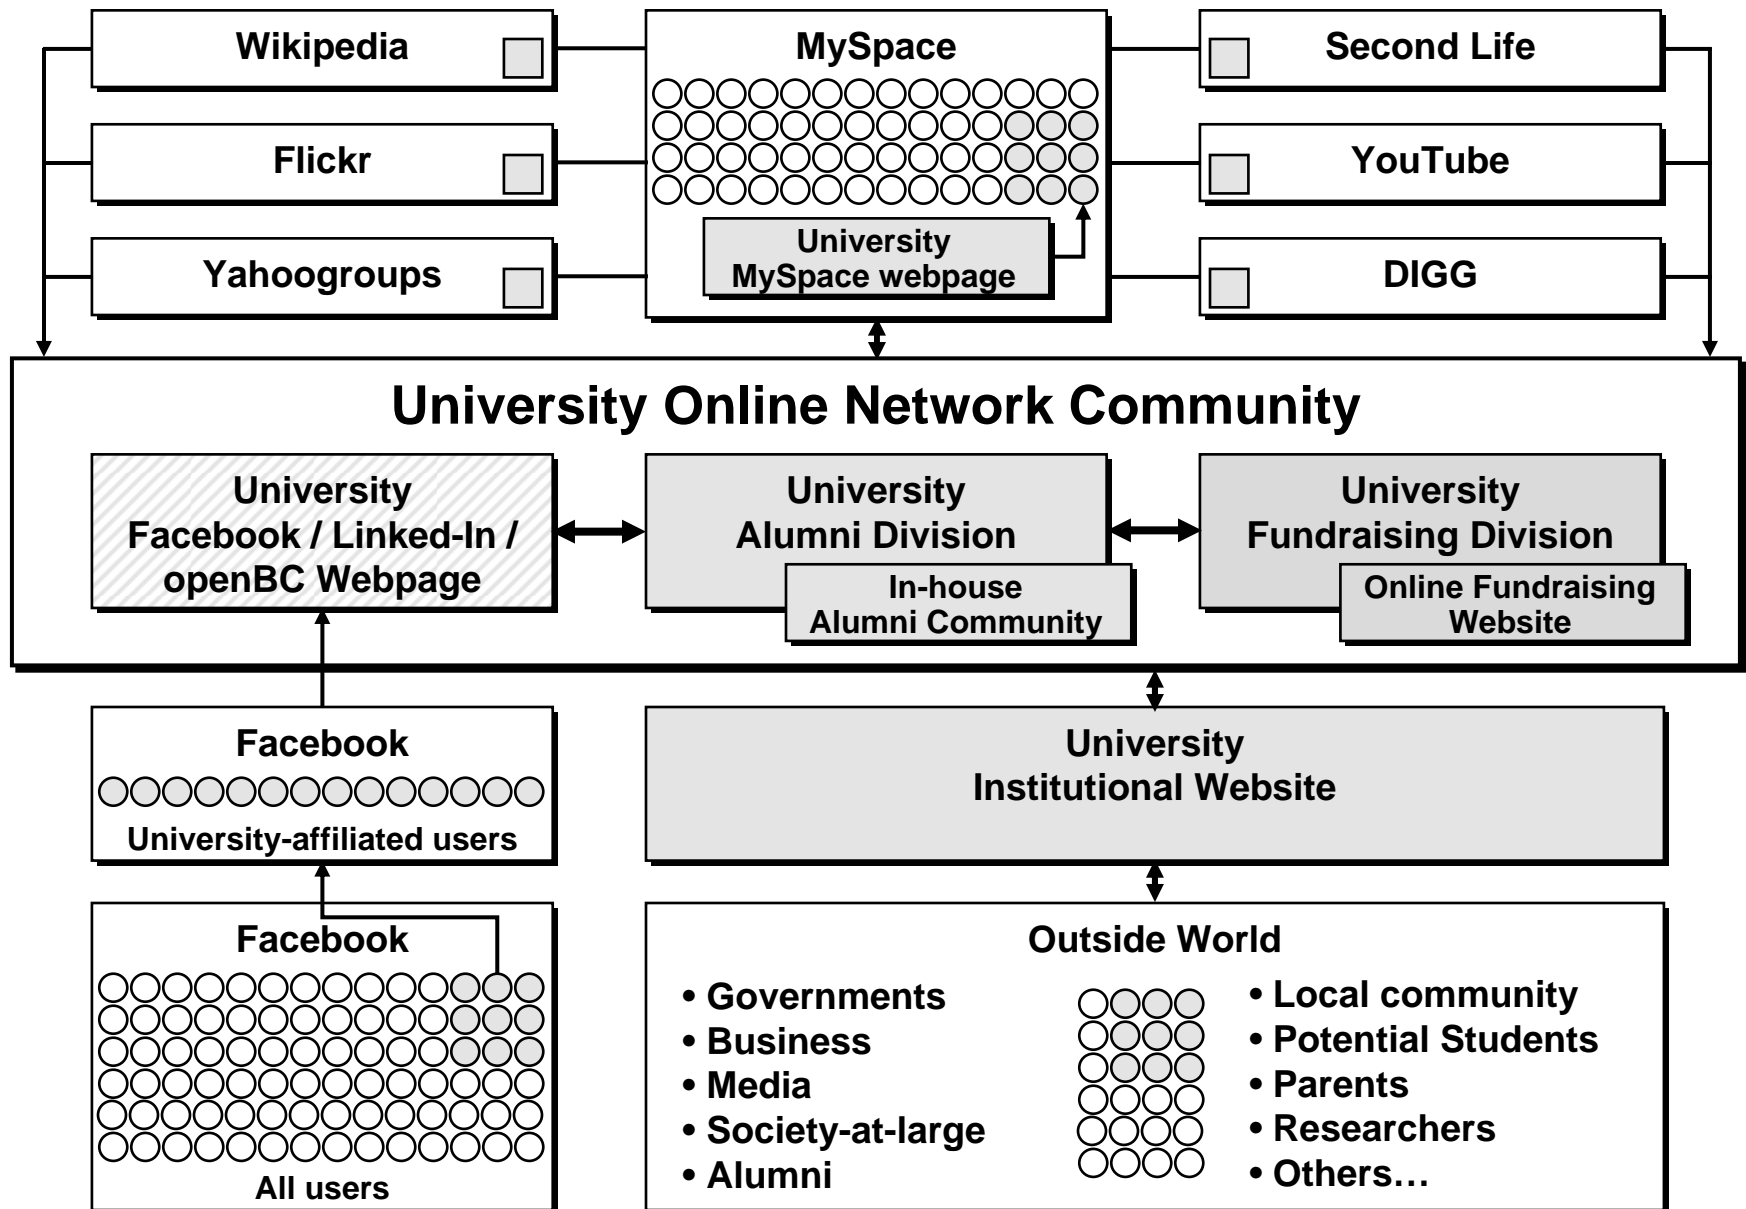 Wikipedia
MySpace
Second Life
Flickr
YouTube
Yahoogroups
University
MySpace webpage
DIGG
University Online Network Community
University
Facebook / Linked-In /
openBC Webpage
University
Alumni Division
In-house
Alumni Community
University
Fundraising Division
Online Fundraising
Website
Facebook
University-affiliated users
University
Institutional Website
Facebook
All users
Outside World
• Governments
• Business
• Media
• Society-at-large
• Alumni
• Local community
• Potential Students
• Parents
• Researchers
• Others…